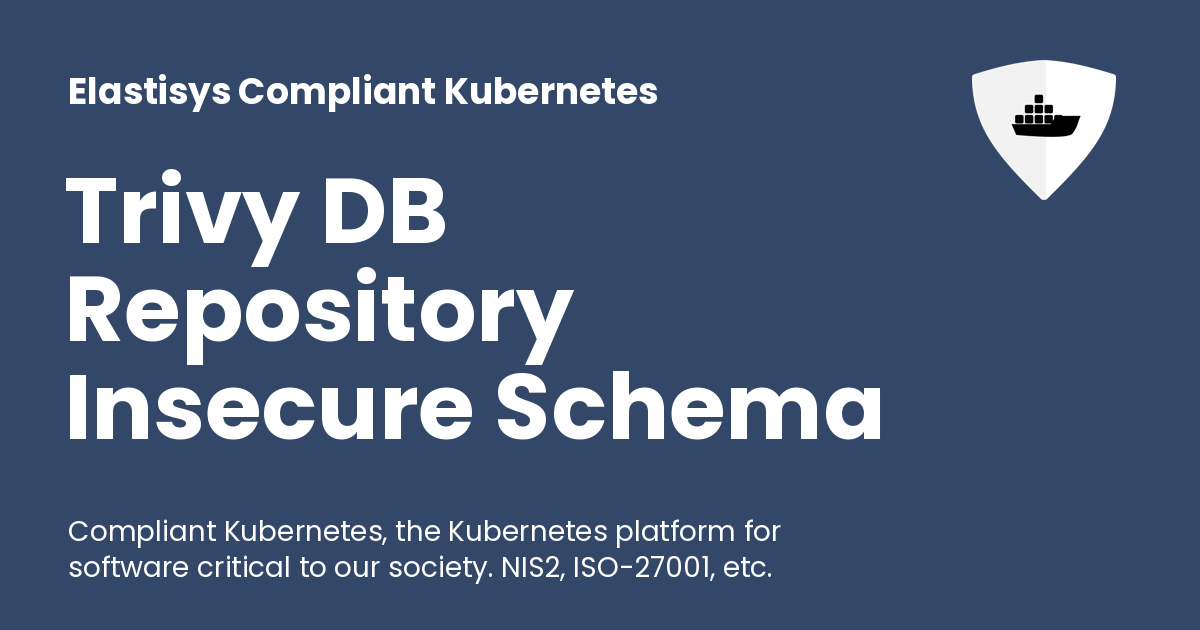 Elastisys Compliant Kubernetes
Trivy DB
Repository
Insecure Schema
Compliant Kubernetes, the Kubernetes platform for
software critical to our society. NIS2, ISO-27001, etc.